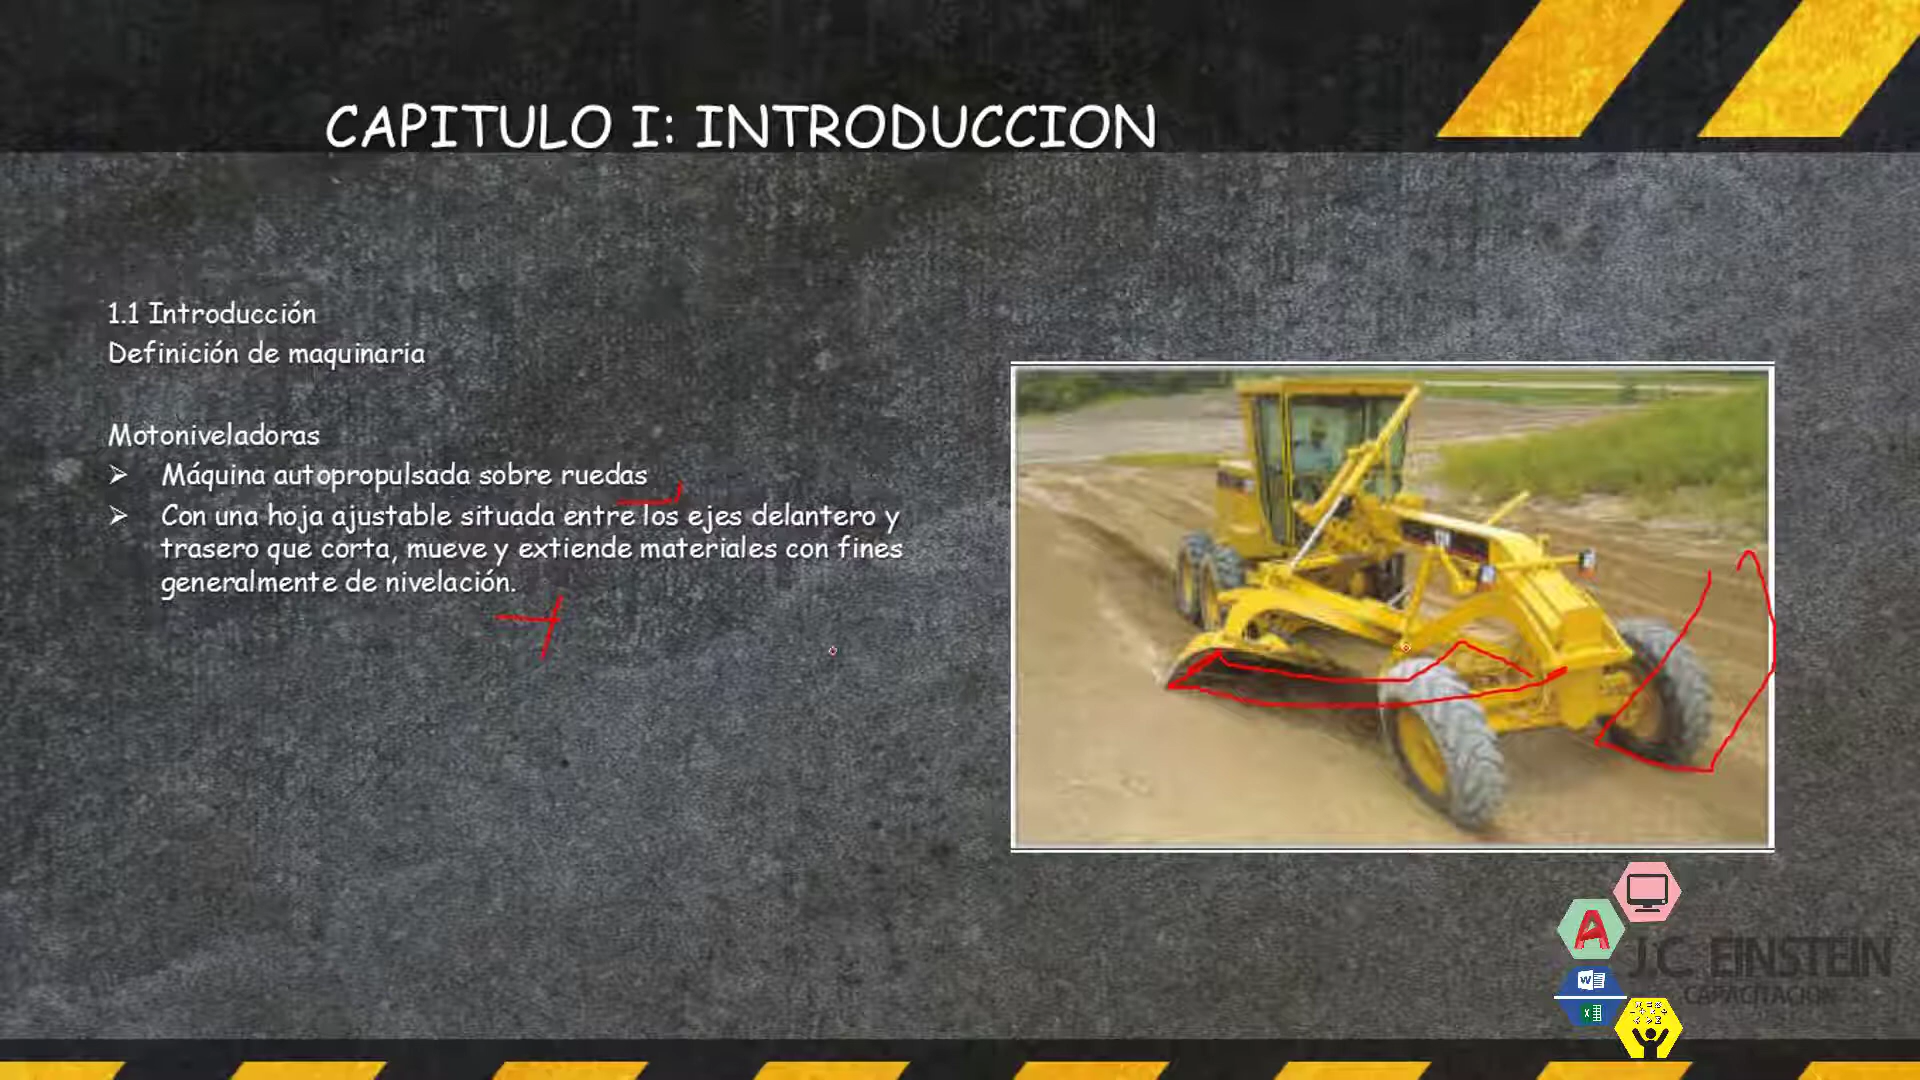 CAPITULO I: INTRODUCCION
1.1 Introducción
Definición de maquinaria
Motoniveladoras
Máquina autopropulsada sobre ruedas
Con una hoja ajustable situada entre los ejes delantero y
trasero que corta, mueve y extiende materiales con fines
generalmente de nivelación.
J.C. EINSTEIN
CAPACITACION